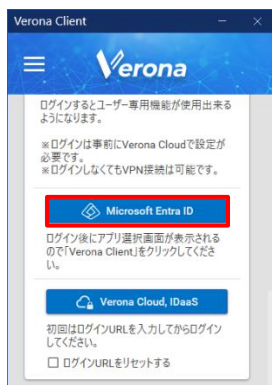 Verona Client
Verona
ログインするとユーザー専用機能が使用出来る
ようになります。
※ログインは事前にVerona Cloudで設定が
必要です。
※ログインしなくてもVPN接続は可能です。
Microsoft Entra ID
ログイン後にアプリ選択画面が表示される
ので「Verona Client」をクリックしてくださ
い。
Verona Cloud, IDaaS
初回はログインURLを入力してからログイン
してください。
ログインURLをリセットする